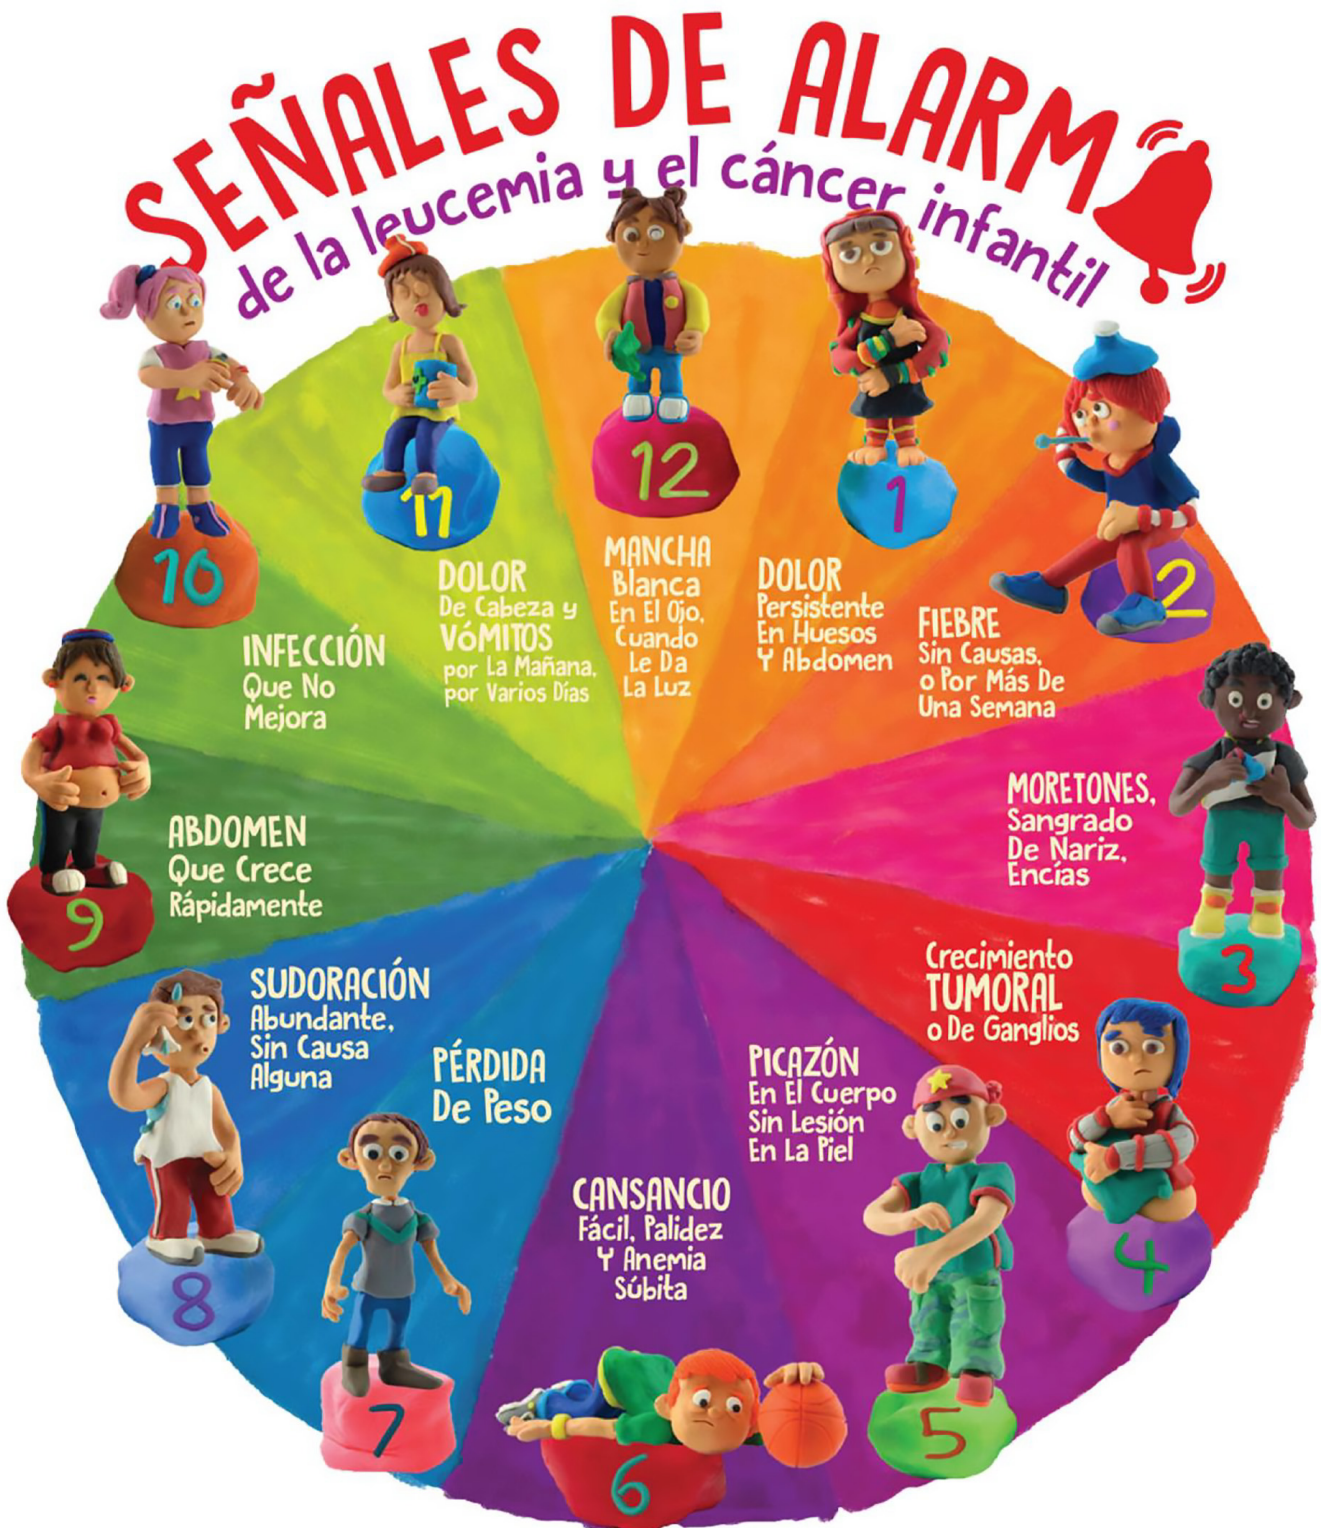 SEÑALES DE ALARM
de la leucemia y el cáncer infantil
12
MANCHA
Blanca
En El Ojo,
Cuando
Le Da
La Luz
1
DOLOR
Persistente
En Huesos
Y Abdomen
2
FIEBRE
Sin Causas,
o Por Más De
Una Semana
3
MORETONES,
Sangrado
De Nariz,
Encías
4
Crecimiento
TUMORAL
o De Ganglios
5
PICAZÓN
En El Cuerpo
Sin Lesión
En La Piel
6
CANSANCIO
Fácil, Palidez
Y Anemia
Súbita
7
PÉRDIDA
De Peso
8
SUDORACIÓN
Abundante,
Sin Causa
Alguna
9
ABDOMEN
Que Crece
Rápidamente
10
INFECCIÓN
Que No
Mejora
11
DOLOR
De Cabeza y
VÓMITOS
por La Mañana,
por Varios Días